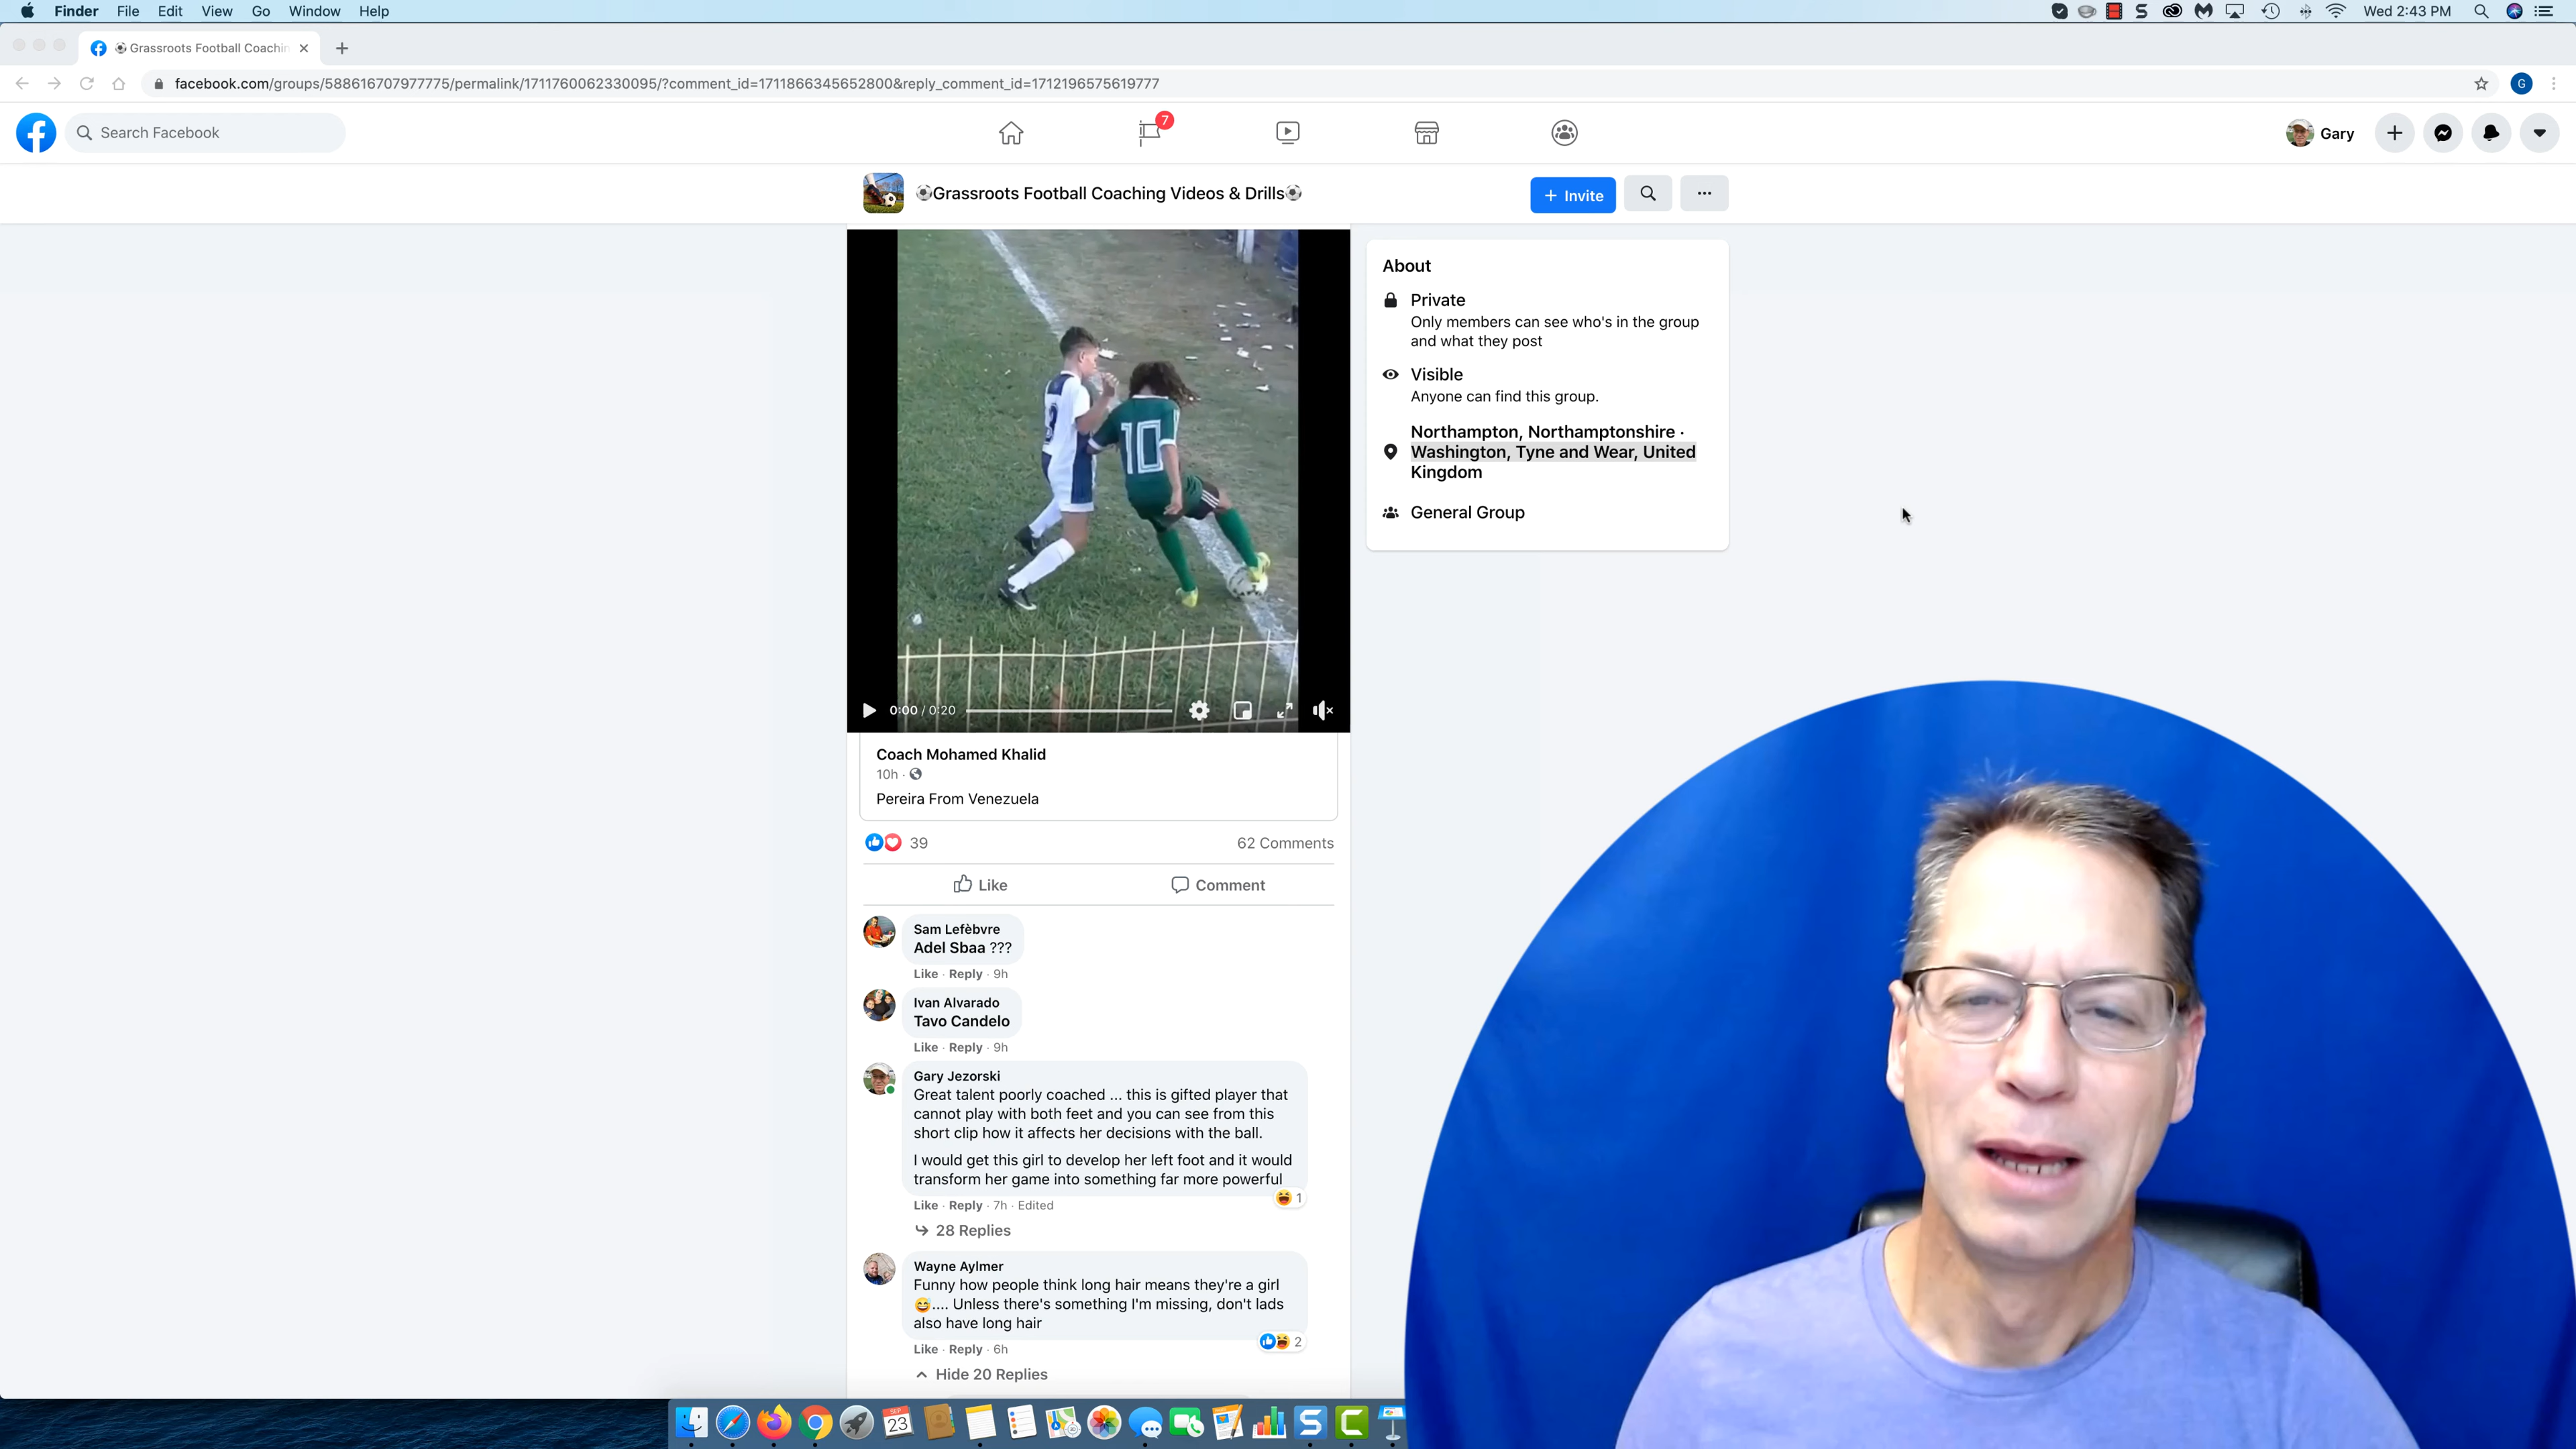 Finder File Edit View Go Window Help Wed 2:43 PM
⚽Grassroots Football Coachin
facebook.com/groups/588616707977775/permalink/1711760062330095/?comment_id=1711866345652800&reply_comment_id=1712196575619777 G
Search Facebook 7 Gary
⚽Grassroots Football Coaching Videos & Drills⚽ + Invite
10
0:00 / 0:20
About
Private
Only members can see who's in the group
and what they post
Visible
Anyone can find this group.
Northampton, Northamptonshire ·
Washington, Tyne and Wear, United
Kingdom
General Group
Coach Mohamed Khalid
10h ·
Pereira From Venezuela
39 62 Comments
Like Comment
Sam Lefèbvre
Adel Sbaa ???
Like · Reply · 9h
Ivan Alvarado
Tavo Candelo
Like · Reply · 9h
Gary Jezorski
Great talent poorly coached ... this is gifted player that
cannot play with both feet and you can see from this
short clip how it affects her decisions with the ball.
I would get this girl to develop her left foot and it would
transform her game into something far more powerful
1
Like · Reply · 7h · Edited
28 Replies
Wayne Aylmer
Funny how people think long hair means they're a girl
😅.... Unless there's something I'm missing, don't lads
also have long hair
2
Like · Reply · 6h
Hide 20 Replies
SEP
23